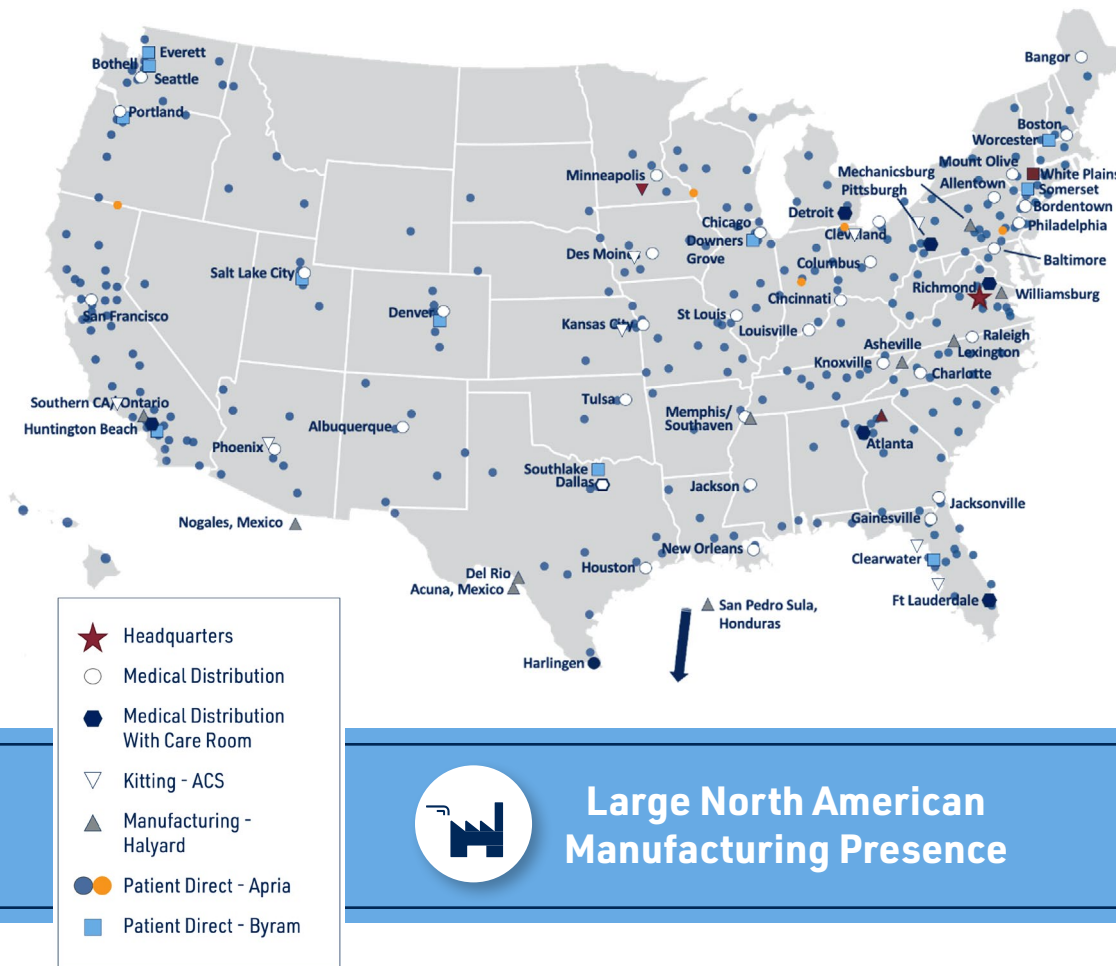 Everett
Bothell
Seattle
Portland
Bangor
Boston
Worcester
Mount Olive
Mechanicsburg
White Plains
Minneapolis
Allentown
Pittsburgh
Somerset
Bordentown
Detroit
Chicago
Philadelphia
Cleveland
Downers
Grove
Des Moines
Baltimore
Columbus
Salt Lake City
Richmond
Williamsburg
Cincinnati
San Francisco
Denver
St Louis
Kansas City
Louisville
Raleigh
Asheville
Lexington
Knoxville
Charlotte
Southern CA/Ontario
Tulsa
Memphis/
Southaven
Huntington Beach
Albuquerque
Phoenix
Atlanta
Southlake
Dallas
Jackson
Jacksonville
Nogales, Mexico
Gainesville
New Orleans
Clearwater
Houston
Del Rio
Acuna, Mexico
Ft Lauderdale
San Pedro Sula,
Honduras
Harlingen
Headquarters
Medical Distribution
Medical Distribution
With Care Room
Kitting - ACS
Manufacturing -
Halyard
Patient Direct - Apria
Patient Direct - Byram
Large North American
Manufacturing Presence